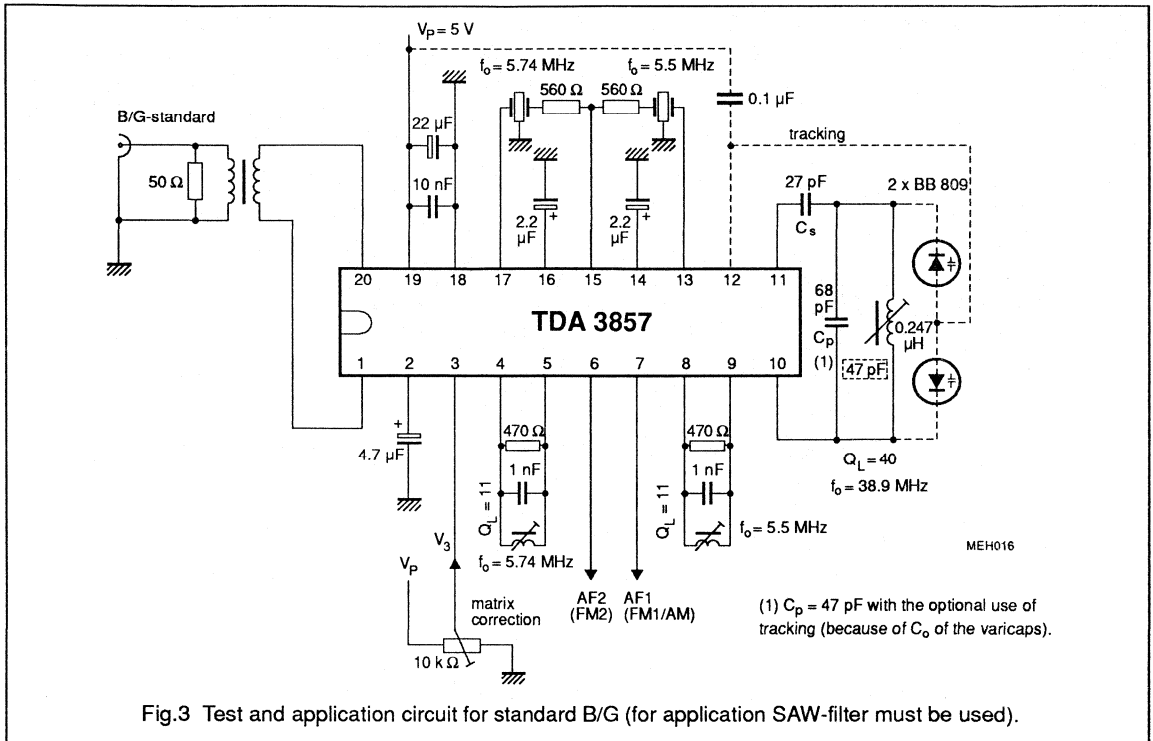 V_P = 5 V
f_o = 5.74 MHz
f_o = 5.5 MHz
560 Ω
560 Ω
0.1 µF
B/G-standard
22 µF
tracking
50 Ω
10 nF
27 pF
2 x BB 809
2.2 µF
+
2.2 µF
+
C_s
20 19 18 17 16 15 14 13 12 11
TDA 3857
68 pF
C_p
(1)
0.247 µH
47 pF
1 2 3 4 5 6 7 8 9 10
+
4.7 µF
470 Ω
470 Ω
Q_L = 40
1 nF
1 nF
f_o = 38.9 MHz
Q_L = 11
Q_L = 11
f_o = 5.5 MHz
V_3
f_o = 5.74 MHz
MEH016
V_P
matrix correction
AF2 (FM2)
AF1 (FM1/AM)
10 k Ω
(1) C_p = 47 pF with the optional use of
tracking (because of C_o of the varicaps).
Fig.3 Test and application circuit for standard B/G (for application SAW-filter must be used).